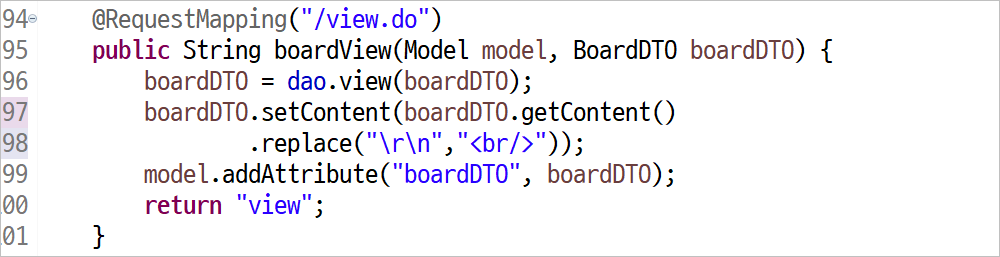 94 @RequestMapping("/view.do")
95 public String boardView(Model model, BoardDTO boardDTO) {
96 boardDTO = dao.view(boardDTO);
97 boardDTO.setContent(boardDTO.getContent()
98 .replace("\r\n","<br/>"));
99 model.addAttribute("boardDTO", boardDTO);
00 return "view";
01 }